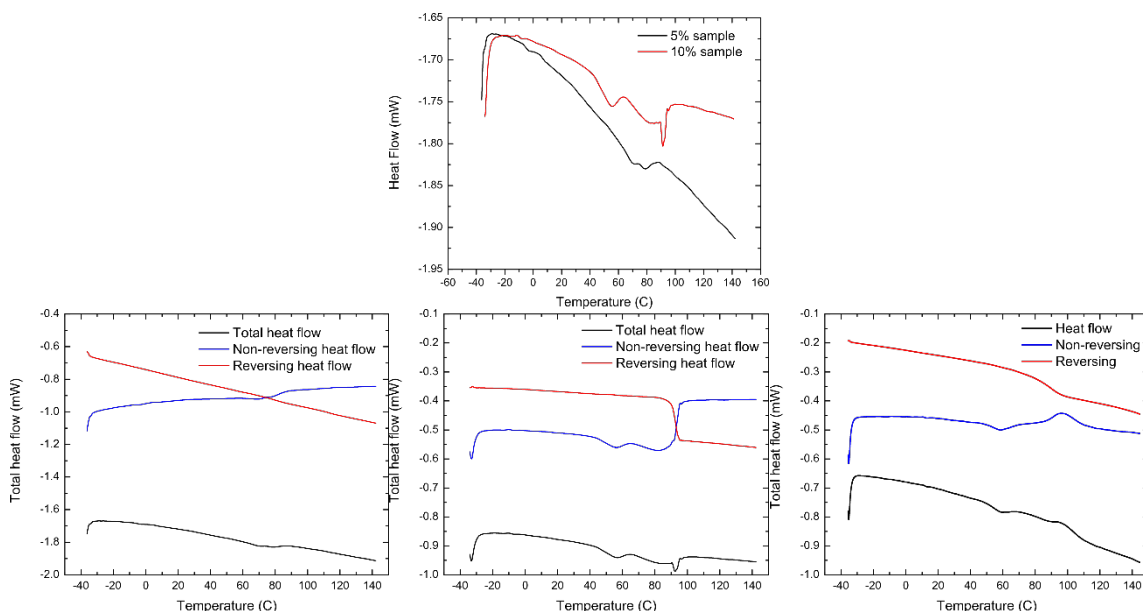 -1.65
-1.70
-1.75
-1.80
-1.85
-1.90
-1.95
Heat Flow (mW)
5% sample
10% sample
-60 -40 -20 0 20 40 60 80 100 120 140 160
Temperature (C)
-0.4
-0.6
-0.8
-1.0
-1.2
-1.4
-1.6
-1.8
-2.0
Total heat flow (mW)
Total heat flow
Non-reversing heat flow
Reversing heat flow
-40 -20 0 20 40 60 80 100 120 140
Temperature (C)
-0.1
-0.2
-0.3
-0.4
-0.5
-0.6
-0.7
-0.8
-0.9
-1.0
Total heat flow (mW)
Total heat flow
Non-reversing heat flow
Reversing heat flow
-40 -20 0 20 40 60 80 100 120 140
Temperature (C)
-0.1
-0.2
-0.3
-0.4
-0.5
-0.6
-0.7
-0.8
-0.9
-1.0
Total heat flow (mW)
Heat flow
Non-reversing
Reversing
-40 -20 0 20 40 60 80 100 120 140
Temperature (C)